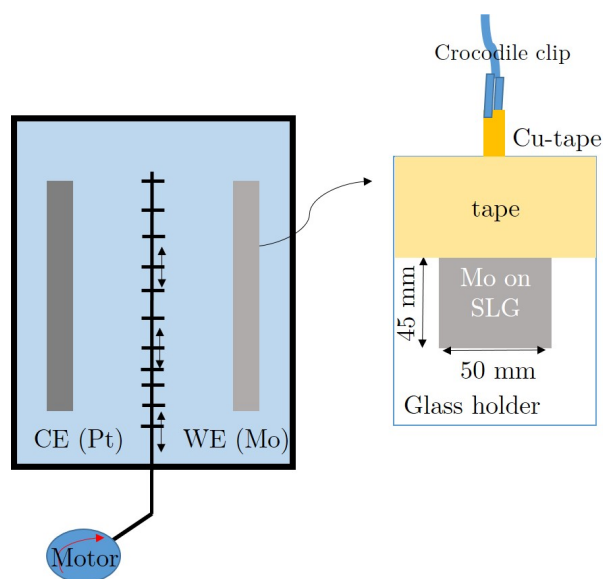 Crocodile clip
Cu-tape
tape
Mo on
SLG
45 mm
50 mm
Glass holder
CE (Pt)
WE (Mo)
Motor